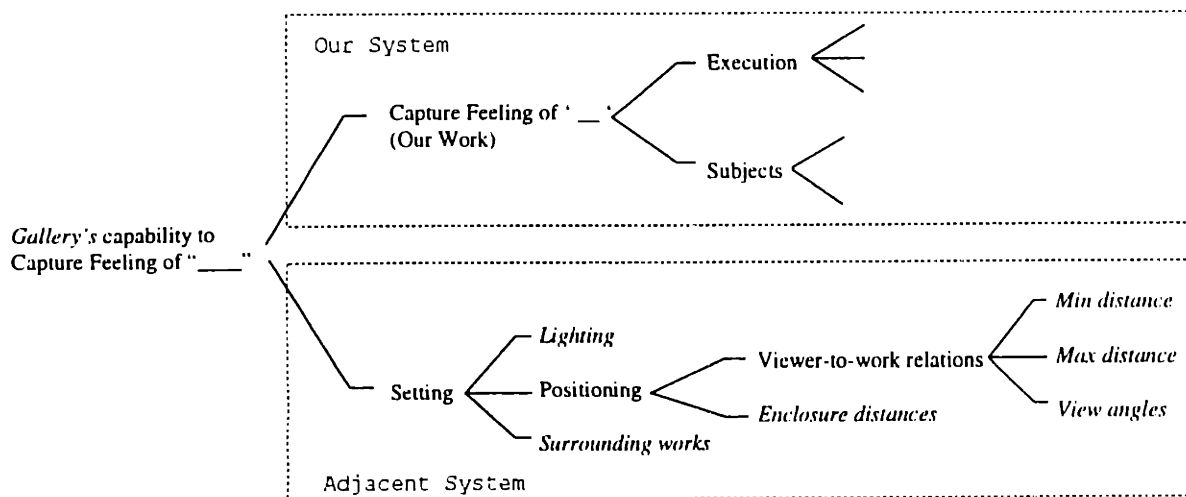 Our System
Execution
Capture Feeling of ‘ __ ‘
(Our Work)
Subjects
Gallery's capability to
Capture Feeling of “____”
Min distance
Lighting
Viewer-to-work relations
Max distance
Setting
Positioning
Enclosure distances
View angles
Surrounding works
Adjacent System